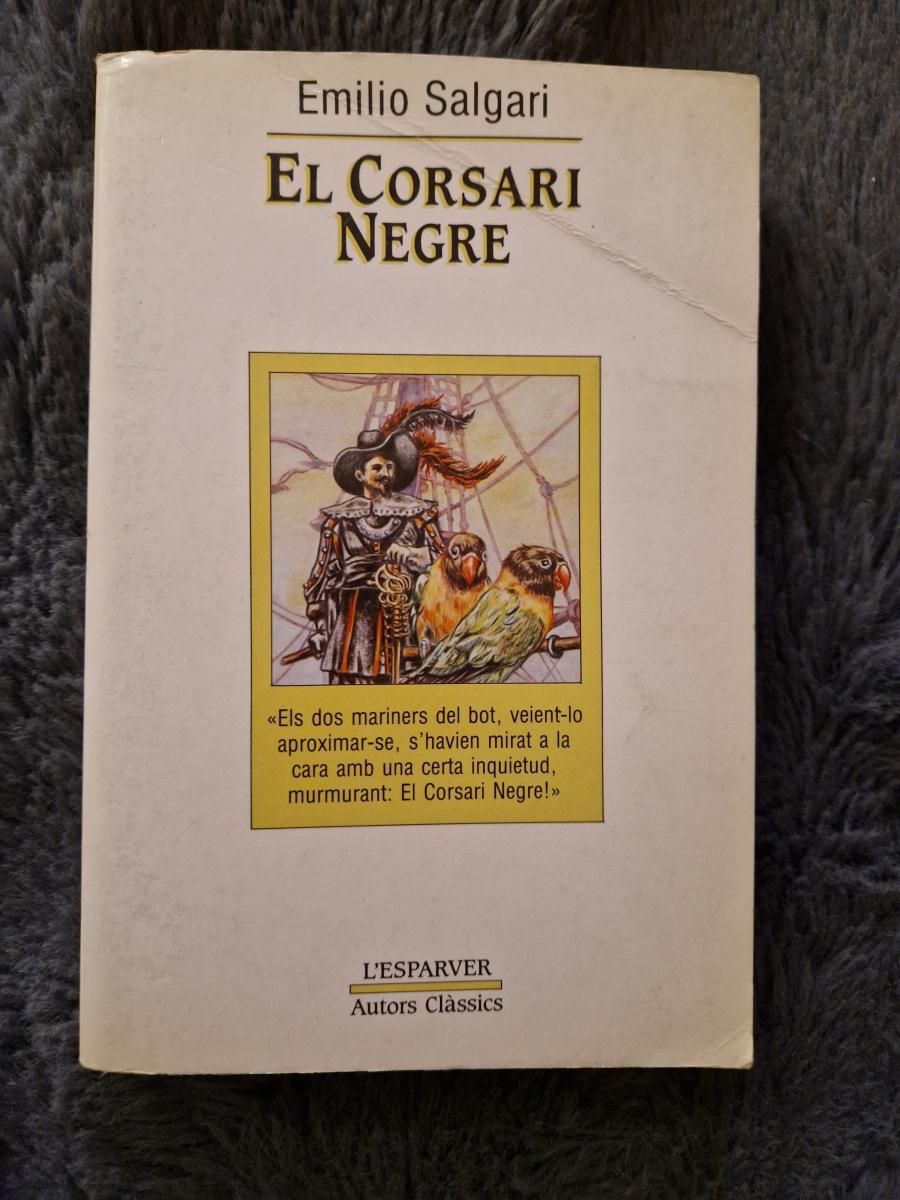 Emilio Salgari
EL CORSARI
NEGRE
«Els dos mariners del bot, veient-lo
aproximar-se, s'havien mirat a la
cara amb una certa inquietud,
murmurant: El Corsari Negre!»
L'ESPARVER
Autors Clàssics